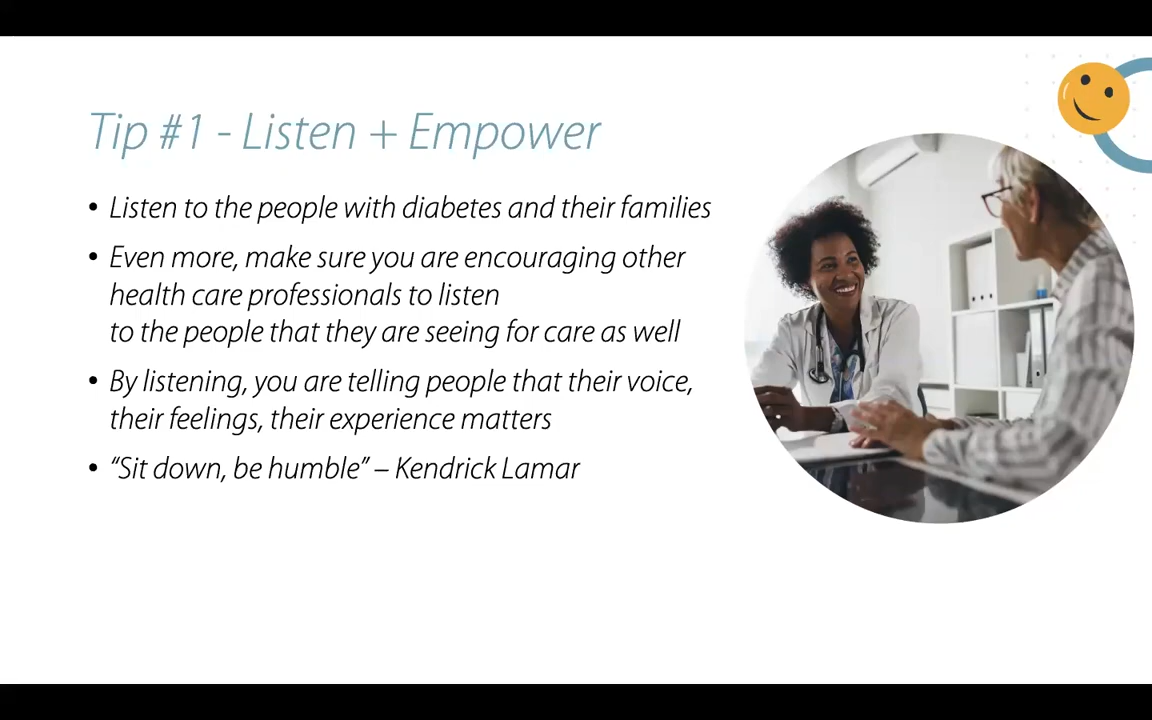 Tip #1 - Listen + Empower
• Listen to the people with diabetes and their families
• Even more, make sure you are encouraging other
health care professionals to listen
to the people that they are seeing for care as well
• By listening, you are telling people that their voice,
their feelings, their experience matters
• “Sit down, be humble” – Kendrick Lamar